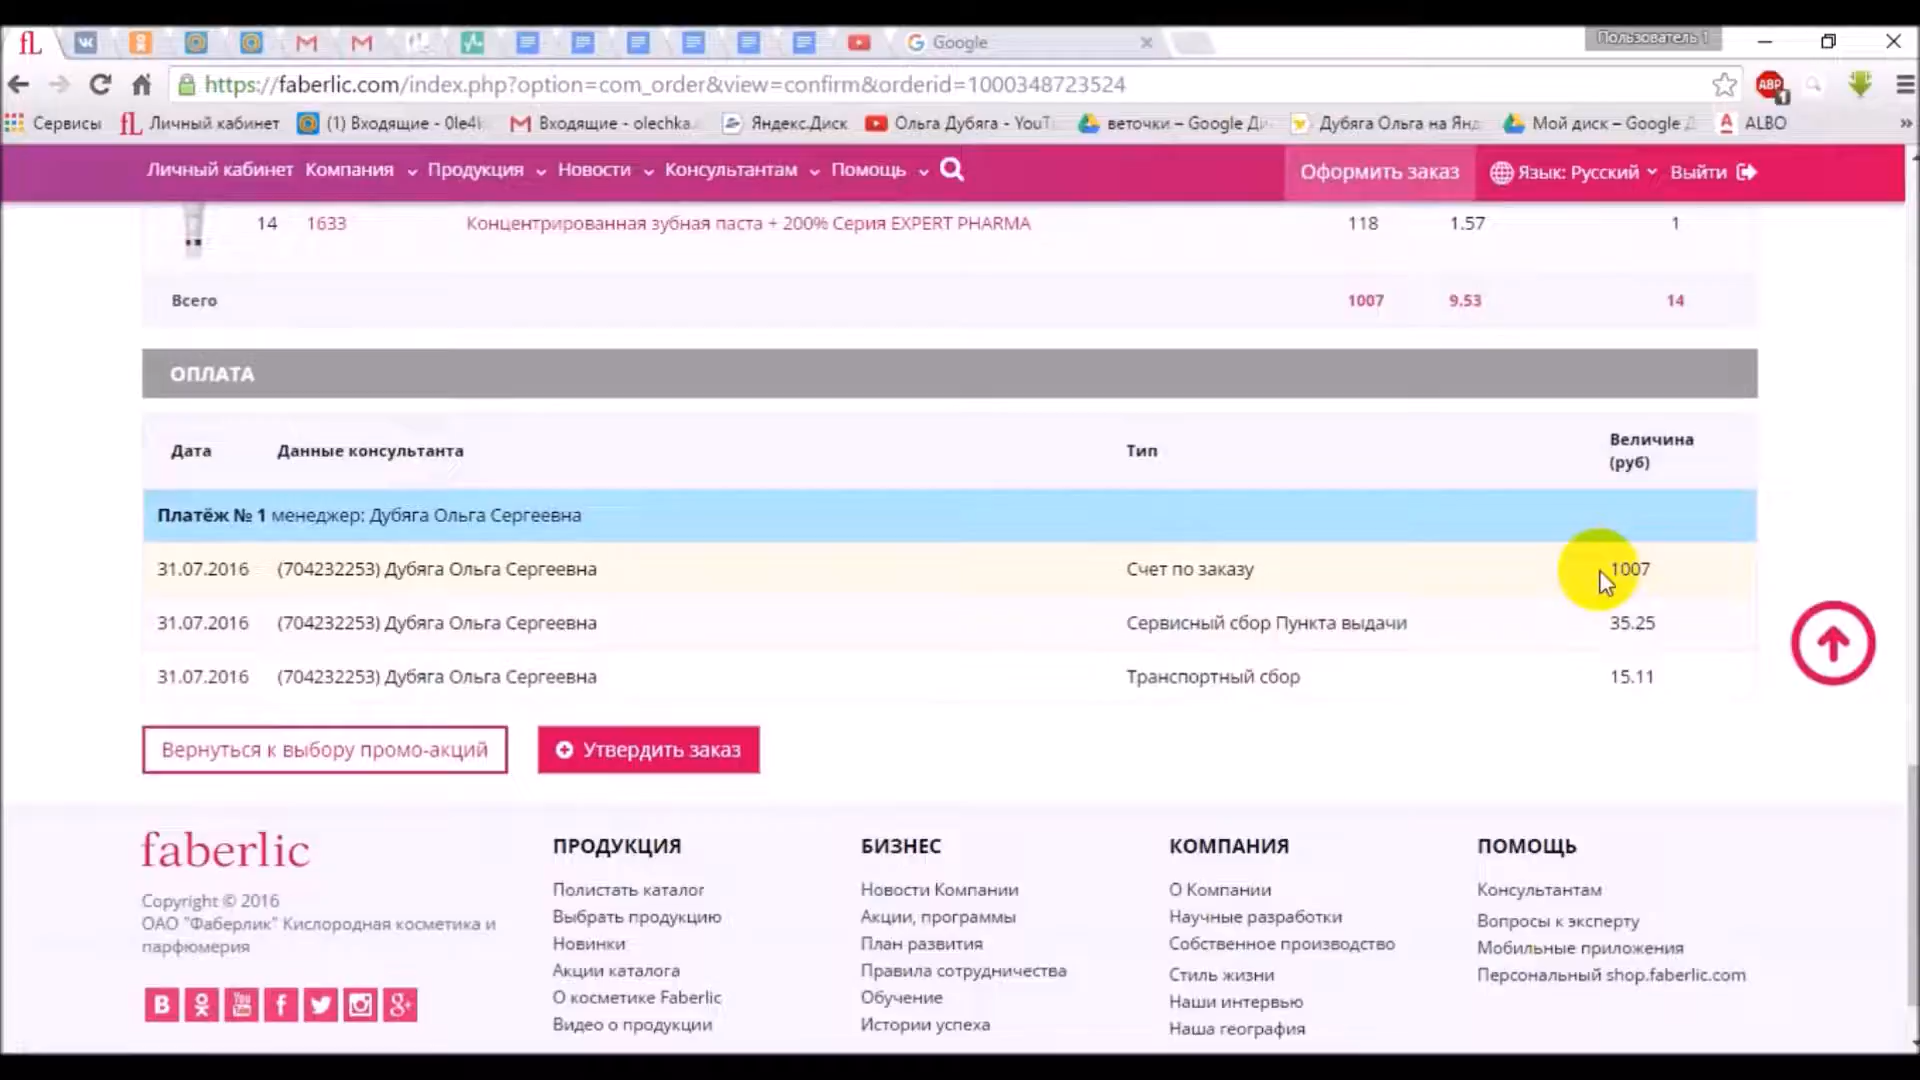 fL
Google
Пользователь 1
https://faberlic.com/index.php?option=com_order&view=confirm&orderid=1000348723524
ABP
1
Сервисы fL Личный кабинет (1) Входящие - 0le4k Входящие - olechka. Яндекс.Диск Ольга Дубяга - YouT веточки – Google Ди Дубяга Ольга на Янд Мой диск – Google Д ALBO »
Личный кабинет Компания Продукция Новости Консультантам Помощь Оформить заказ Язык: Русский Выйти
14 1633 Концентрированная зубная паста + 200% Серия EXPERT PHARMA 118 1.57 1
Всего 1007 9.53 14
ОПЛАТА
Дата Данные консультанта Тип Величина
(руб)
Платёж № 1 менеджер: Дубяга Ольга Сергеевна
31.07.2016 (704232253) Дубяга Ольга Сергеевна Счет по заказу 1007
31.07.2016 (704232253) Дубяга Ольга Сергеевна Сервисный сбор Пункта выдачи 35.25
31.07.2016 (704232253) Дубяга Ольга Сергеевна Транспортный сбор 15.11
Вернуться к выбору промо-акций Утвердить заказ
faberlic
Copyright © 2016
ОАО "Фаберлик" Кислородная косметика и
парфюмерия
ПРОДУКЦИЯ
Полистать каталог
Выбрать продукцию
Новинки
Акции каталога
О косметике Faberlic
Видео о продукции
БИЗНЕС
Новости Компании
Акции, программы
План развития
Правила сотрудничества
Обучение
Истории успеха
КОМПАНИЯ
О Компании
Научные разработки
Собственное производство
Стиль жизни
Наши интервью
Наша география
ПОМОЩЬ
Консультантам
Вопросы к эксперту
Мобильные приложения
Персональный shop.faberlic.com